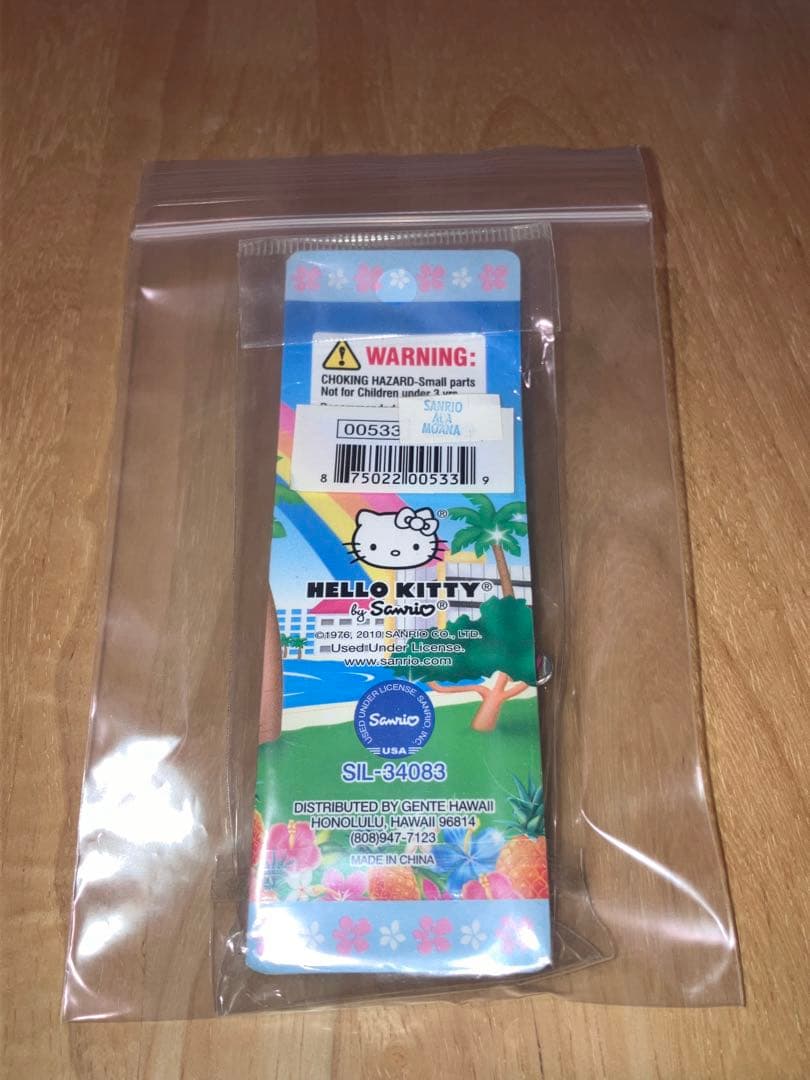 WARNING:
CHOKING HAZARD-Small parts
Not for Children under 3 yrs
SANRIO
ALA
MOANA
00533
8 75022 00533 9
HELLO KITTY®
by Sanrio®
©1976, 2010 SANRIO CO., LTD.
Used Under License.
www.sanrio.com
USED UNDER LICENSE, SANRIO, INC.
Sanrio
USA
SIL-34083
DISTRIBUTED BY GENTE HAWAII
HONOLULU, HAWAII 96814
(808)947-7123
MADE IN CHINA